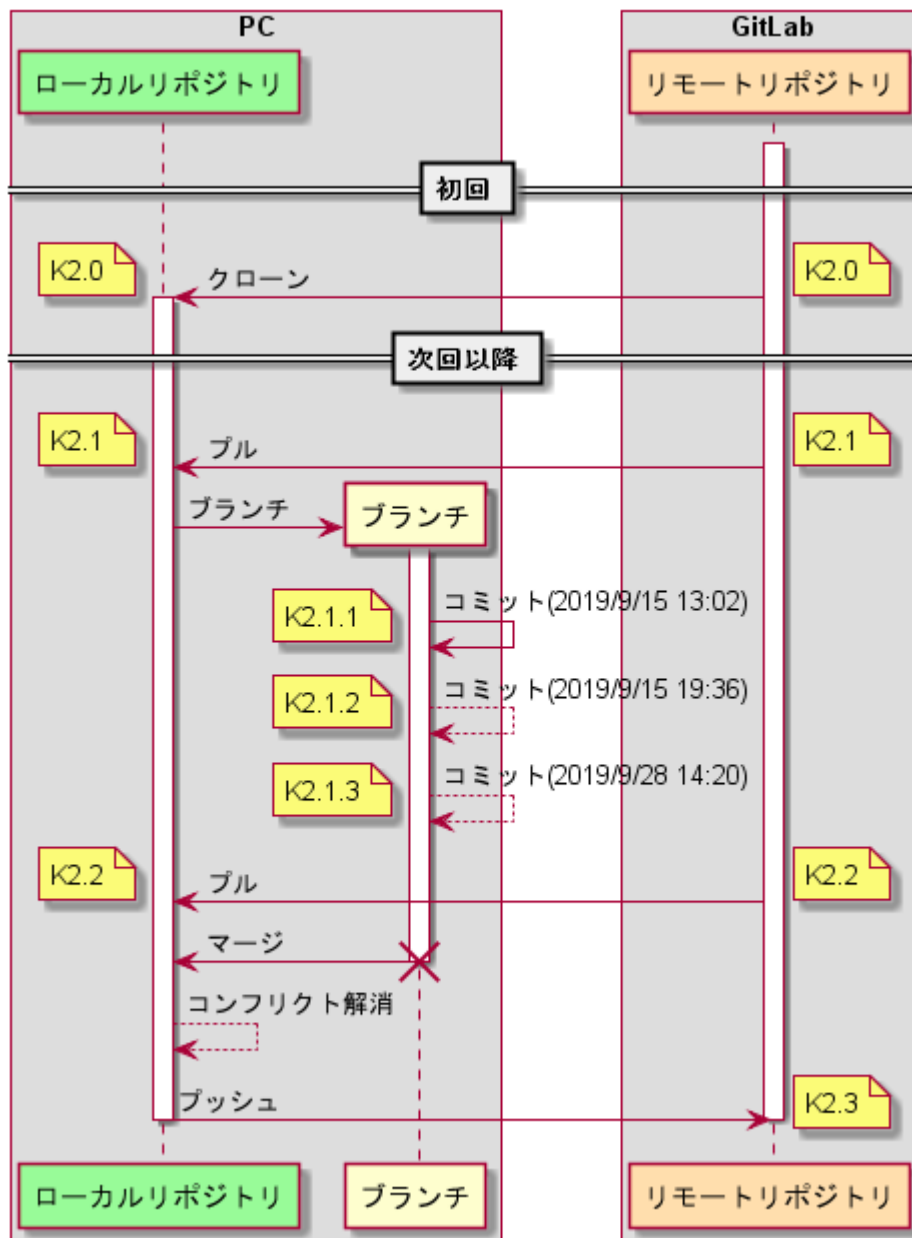 PC
GitLab
ローカルリポジトリ
リモートリポジトリ
初回
K2.0
クローン
K2.0
次回以降
K2.1
プル
K2.1
ブランチ
ブランチ
K2.1.1
コミット(2019/9/15 13:02)
K2.1.2
コミット(2019/9/15 19:36)
K2.1.3
コミット(2019/9/28 14:20)
K2.2
プル
K2.2
マージ
コンフリクト解消
プッシュ
K2.3
ローカルリポジトリ
ブランチ
リモートリポジトリ